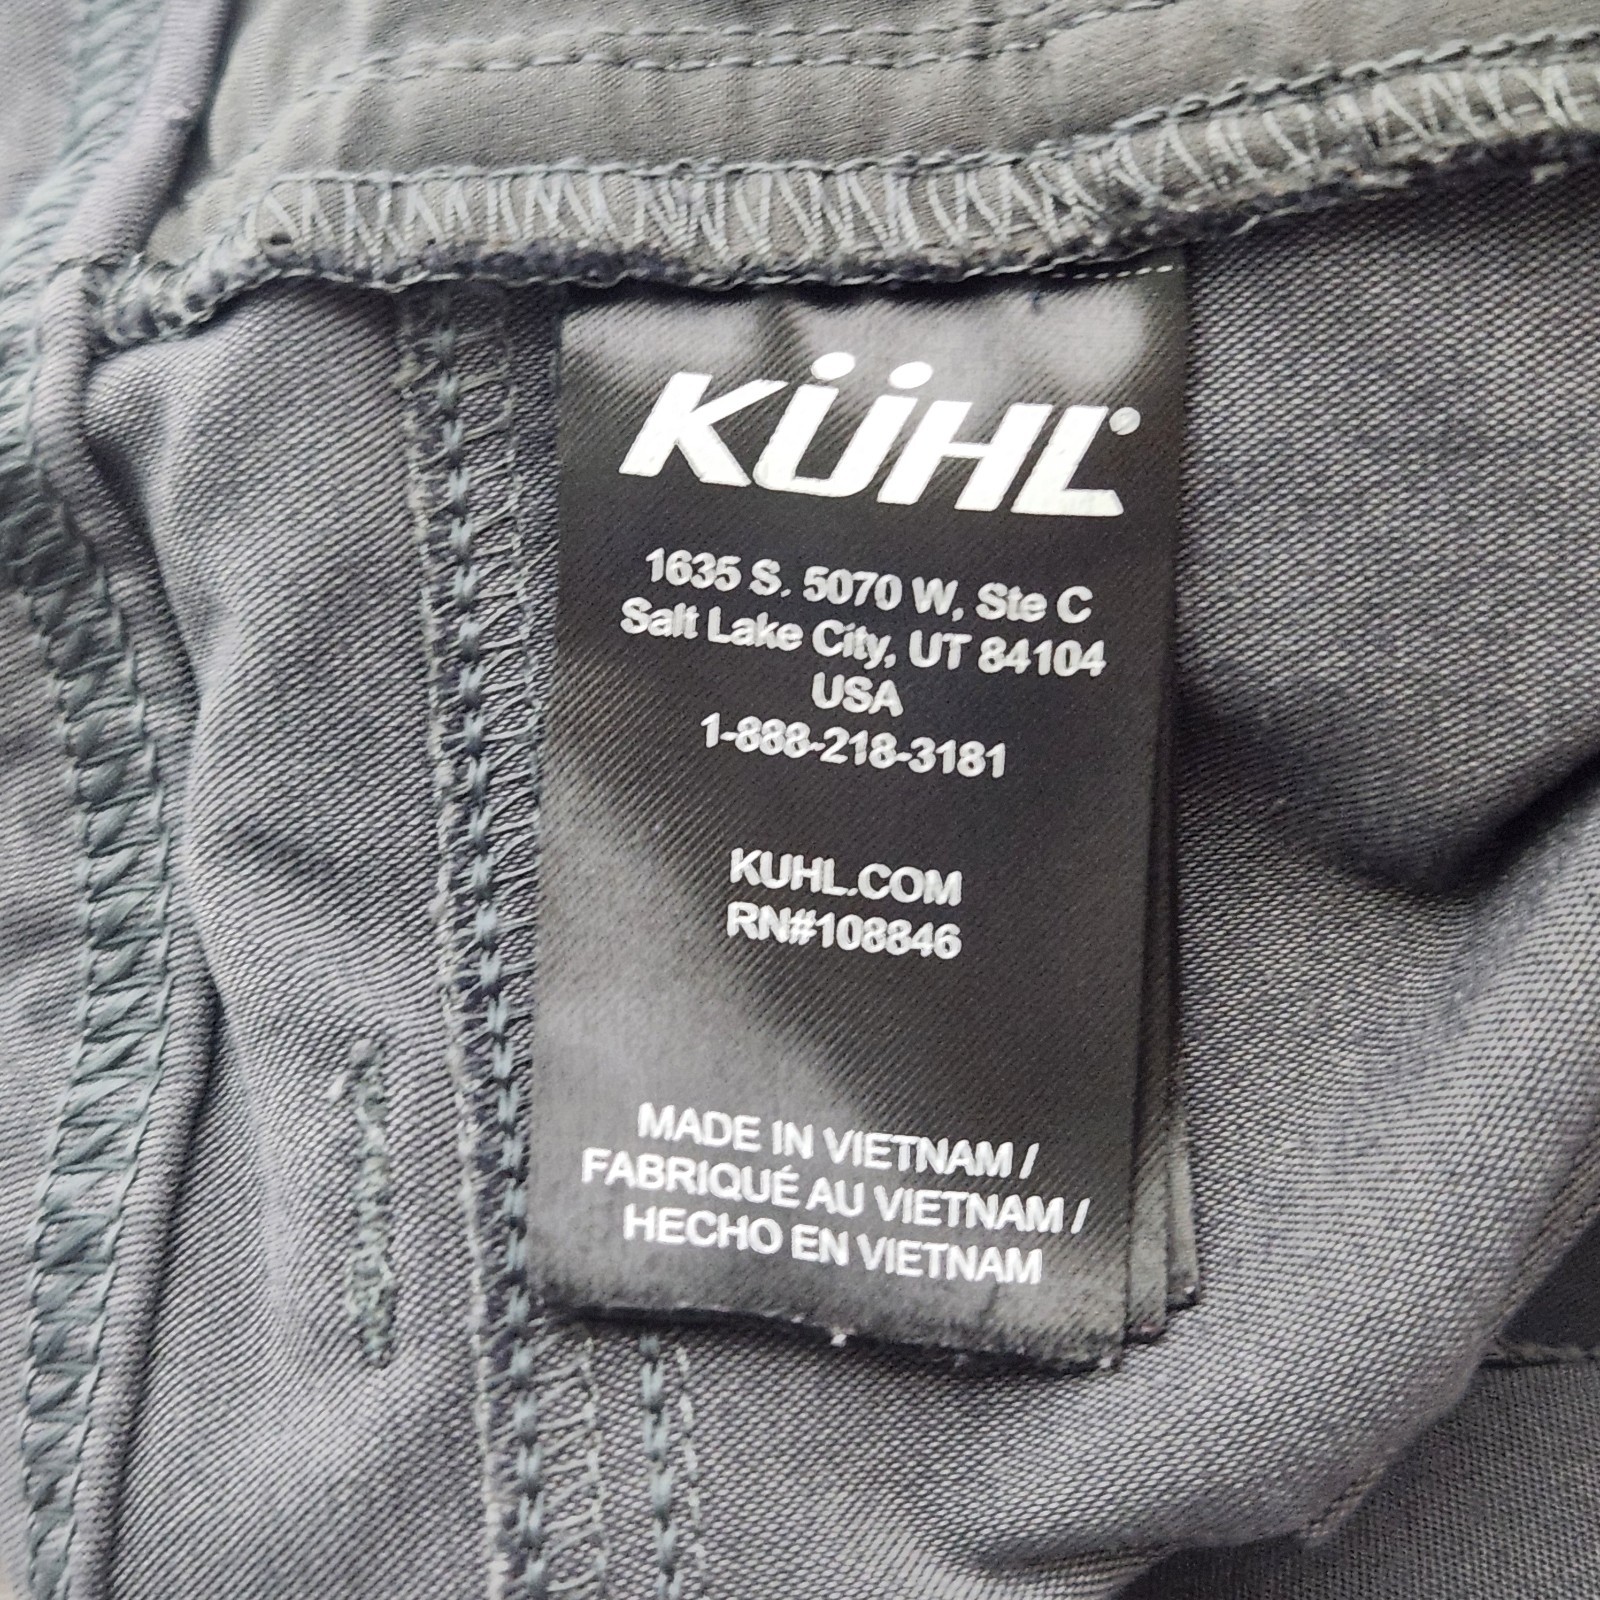 KÜHL®
1635 S. 5070 W, Ste C
Salt Lake City, UT 84104
USA
1-888-218-3181
KUHL.COM
RN#108846
MADE IN VIETNAM /
FABRIQUÉ AU VIETNAM /
HECHO EN VIETNAM